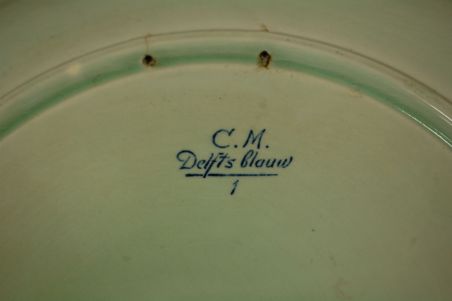 C. M.
Delfts blauw
1